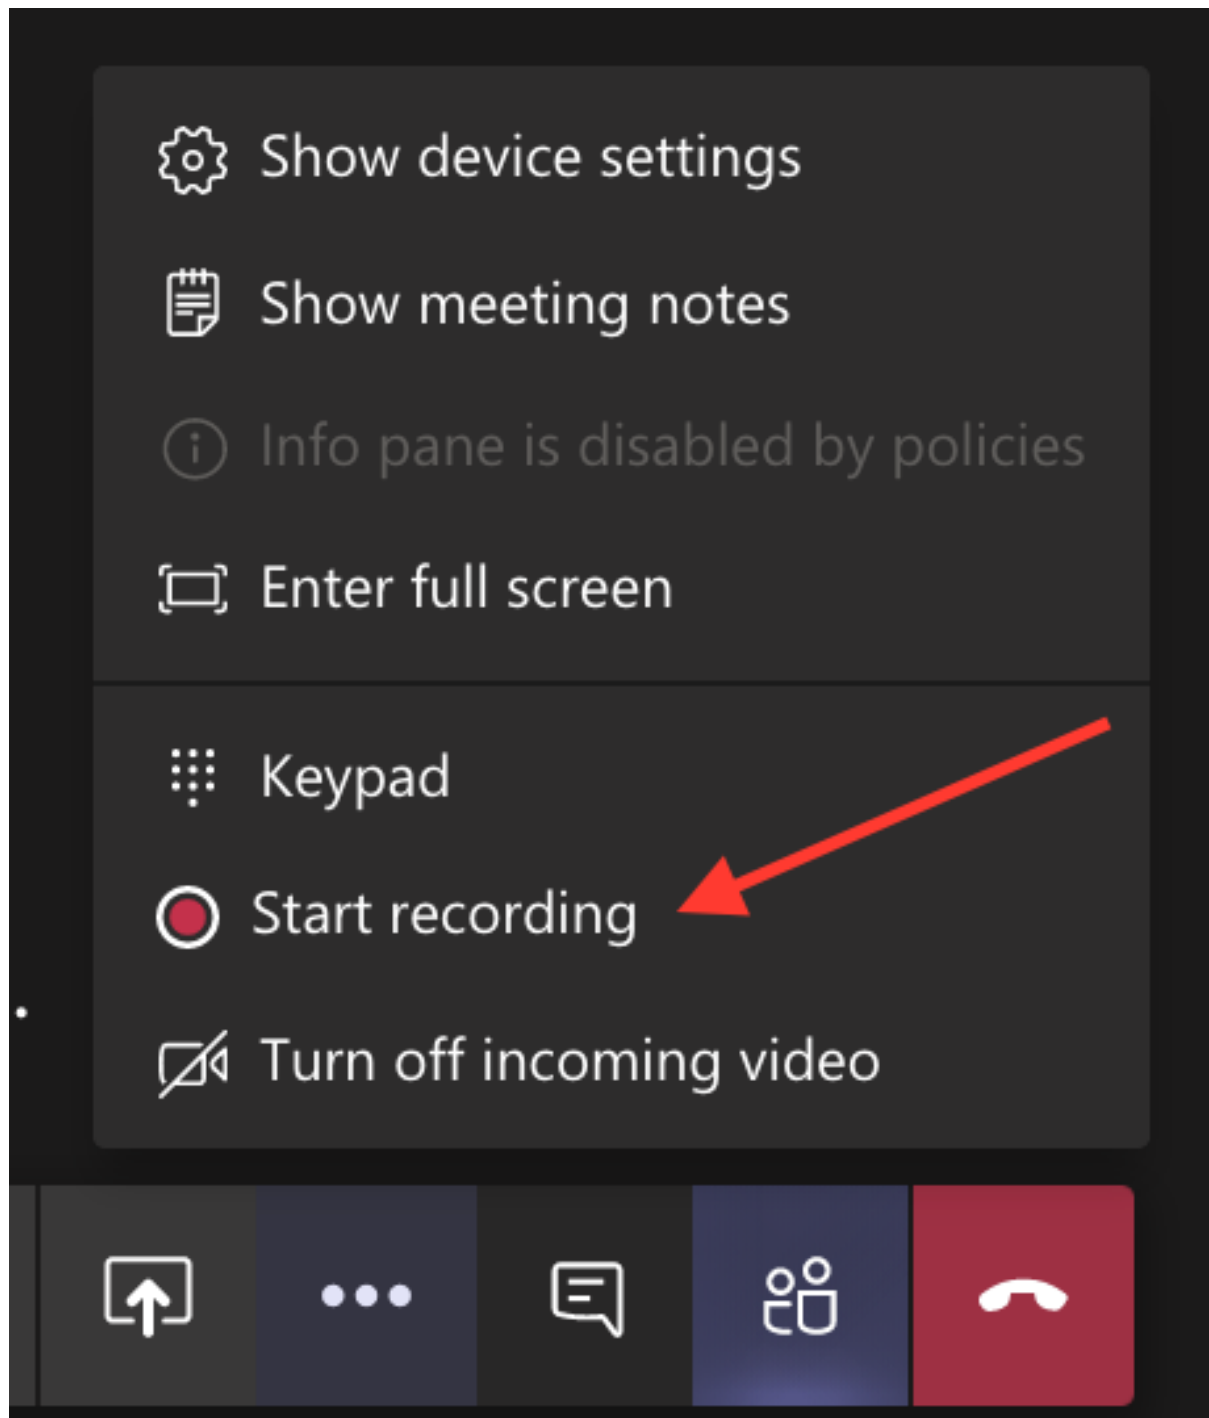 Show device settings
Show meeting notes
Info pane is disabled by policies
Enter full screen
Keypad
Start recording
Turn off incoming video